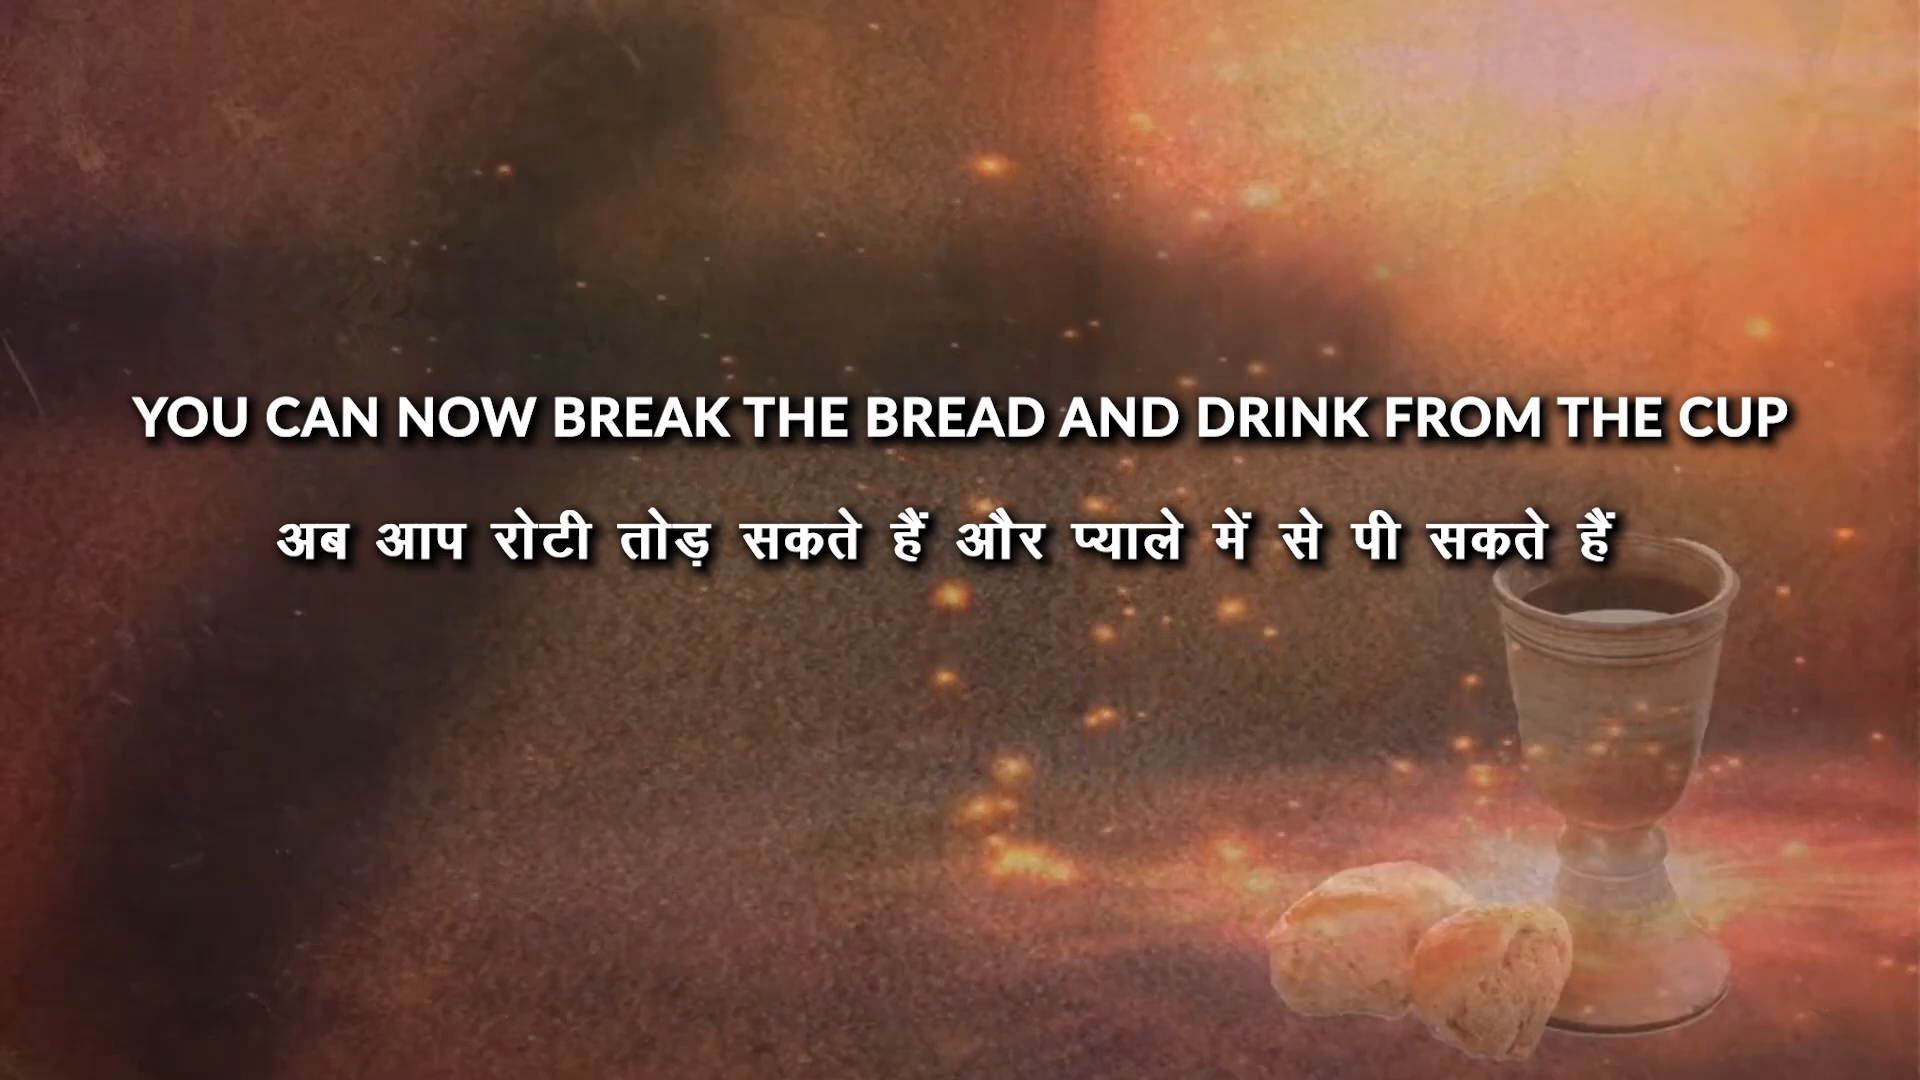 YOU CAN NOW BREAK THE BREAD AND DRINK FROM THE CUP
अब आप रोटी तोड़ सकते हैं और प्याले में से पी सकते हैं